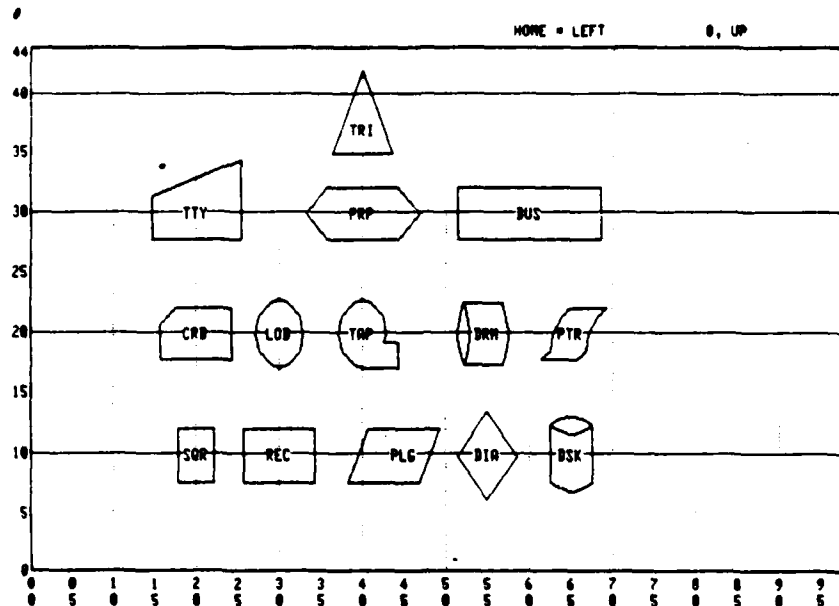 HOME = LEFT 0, UP
44
40
TRI
35
TTY PRP BUS
30
25
CRD LOD TAP DRM PTR
20
15
SQR REC PLG DIA DSK
10
5
0
0 0 1 1 2 2 3 3 4 4 5 5 6 6 7 7 8 8 9 9
0 5 0 5 0 5 0 5 0 5 0 5 0 5 0 5 0 5 0 5